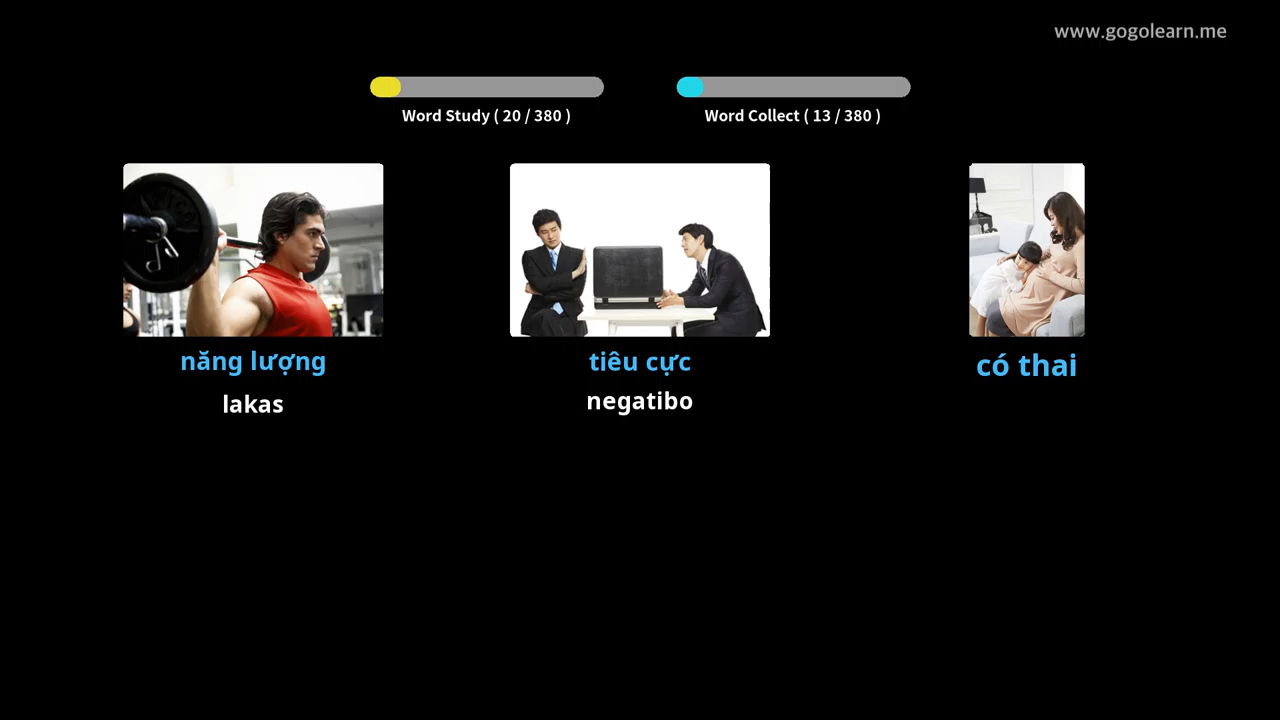 www.gogolearn.me
Word Study ( 20 / 380 )
Word Collect ( 13 / 380 )
năng lượng
lakas
tiêu cực
negatibo
có thai